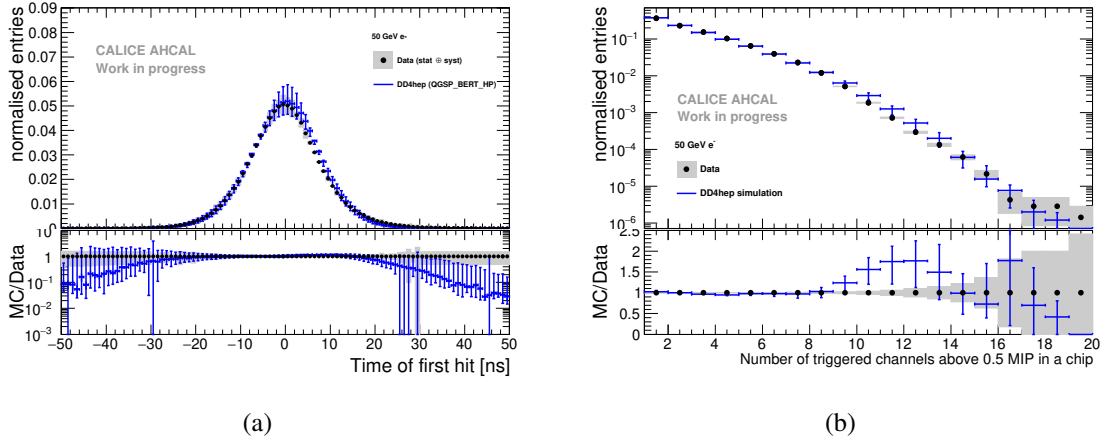 normalised entries
0.09
0.08
0.07
0.06
0.05
0.04
0.03
0.02
0.01
0
CALICE AHCAL
Work in progress
50 GeV e-
Data (stat ⊕ syst)
DD4hep (QGSP_BERT_HP)
MC/Data
10
1
10⁻¹
10⁻²
10⁻³
−50 −40 −30 −20 −10 0 10 20 30 40 50
Time of first hit [ns]
(a)
normalised entries
10⁻¹
10⁻²
10⁻³
10⁻⁴
10⁻⁵
10⁻⁶
CALICE AHCAL
Work in progress
50 GeV e⁻
Data
DD4hep simulation
MC/Data
2.5
2
1.5
1
0.5
0
2 4 6 8 10 12 14 16 18 20
Number of triggered channels above 0.5 MIP in a chip
(b)